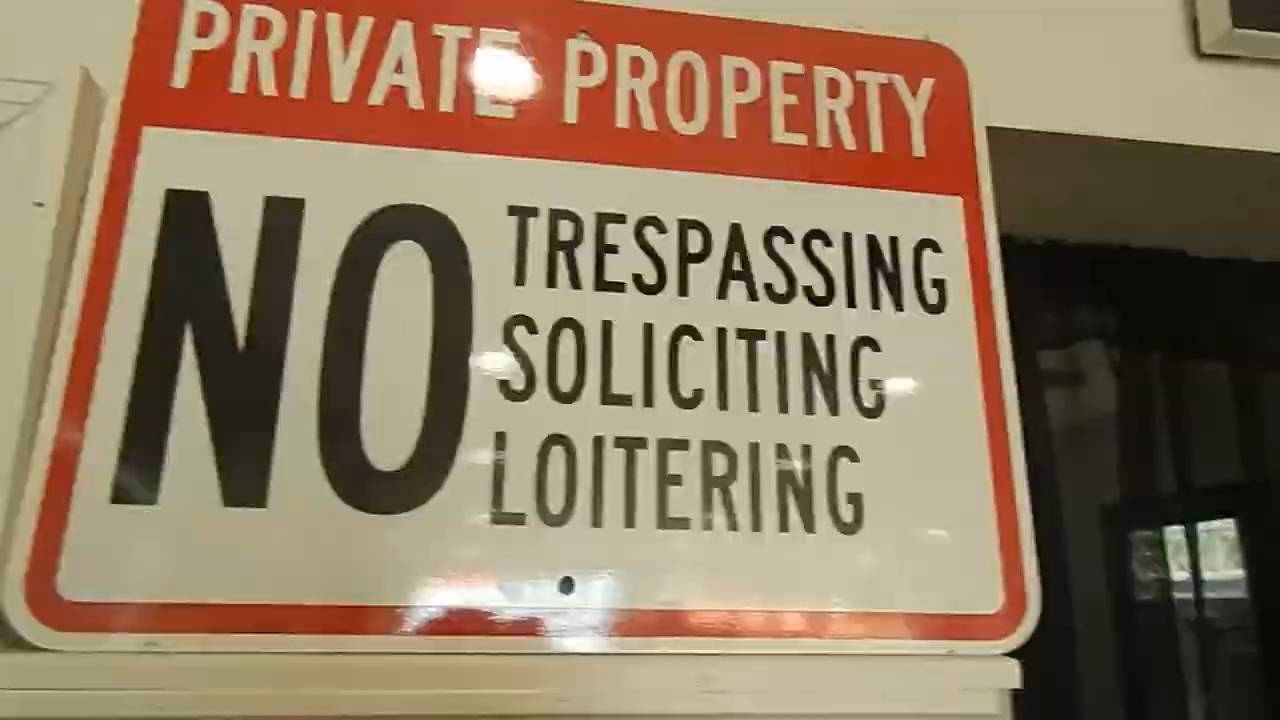 PRIVATE PROPERTY
NO
TRESPASSING
SOLICITING
LOITERING